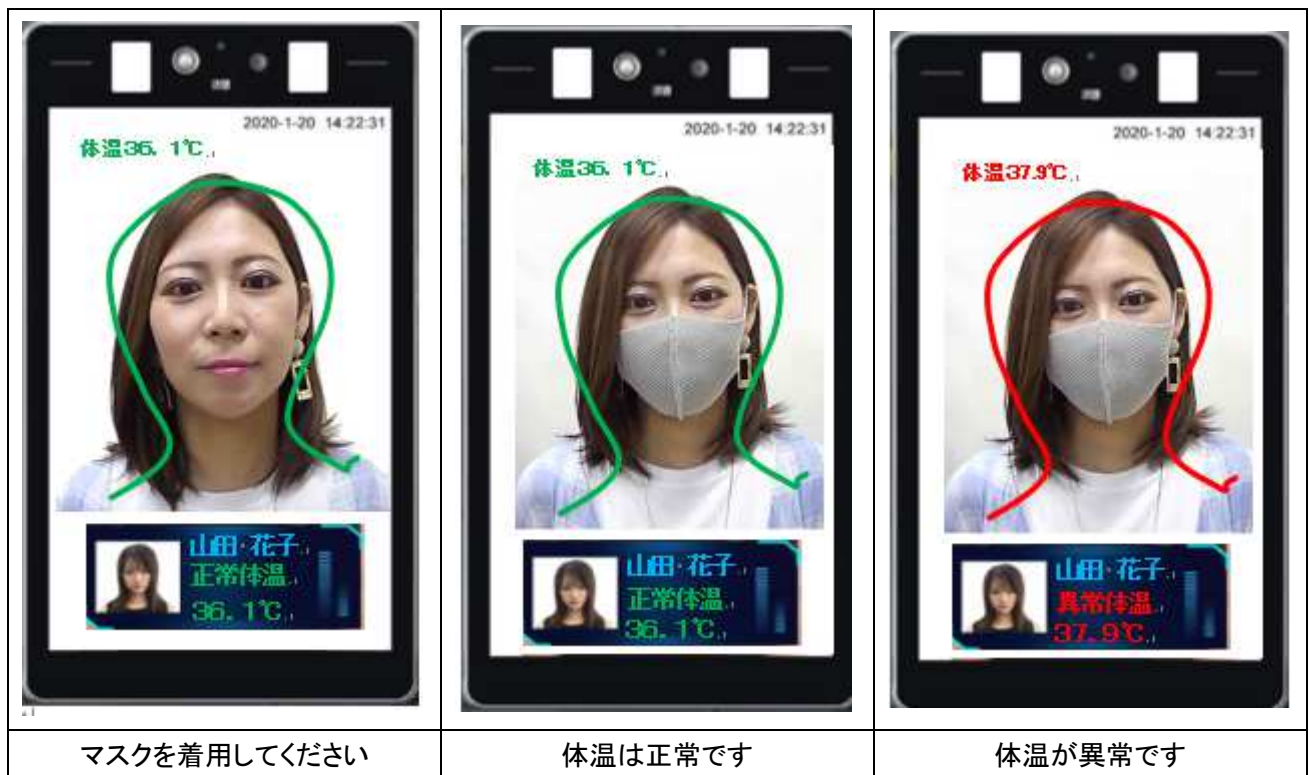 2020-1-20 14:22:31
体温36. 1℃
山田・花子
正常体温
36. 1℃
マスクを着用してください
2020-1-20 14:22:31
体温36. 1℃
山田・花子
正常体温
36. 1℃
体温は正常です
2020-1-20 14:22:31
体温37.9℃
山田・花子
異常体温
37. 9℃
体温が異常です